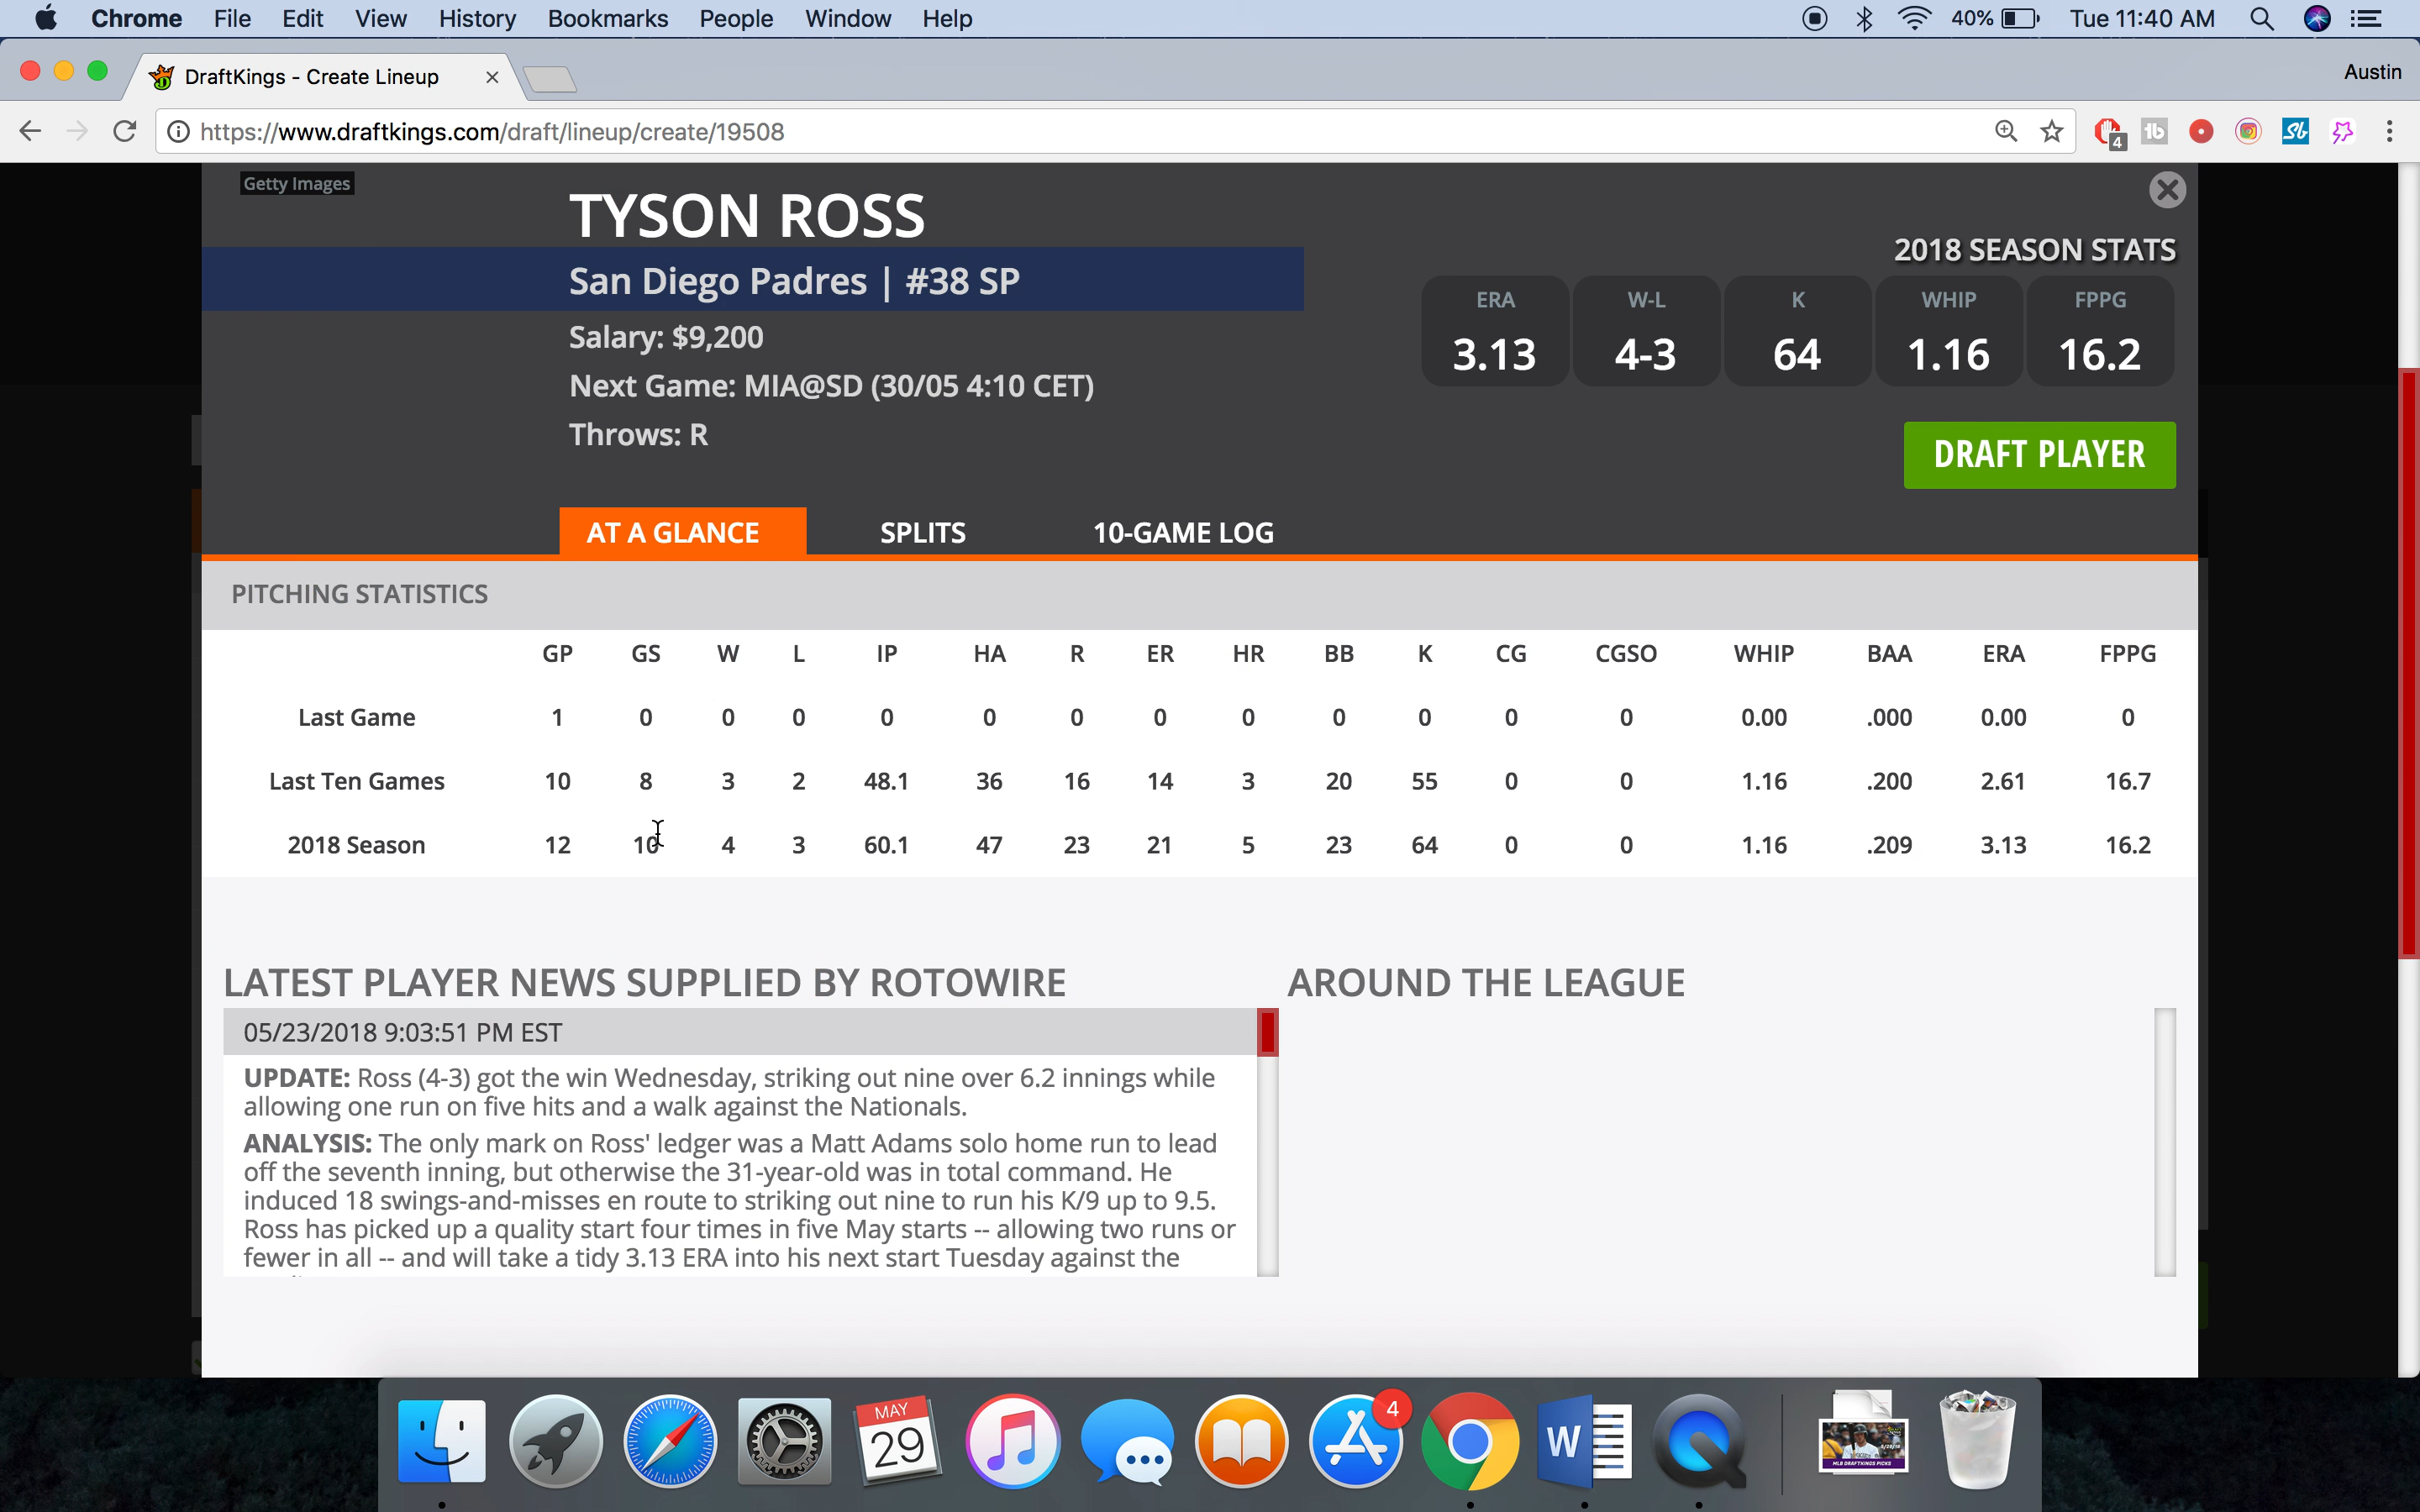 Chrome File Edit View History Bookmarks People Window Help 40% Tue 11:40 AM
DraftKings - Create Lineup Austin
https://www.draftkings.com/draft/lineup/create/19508
4
Getty Images
TYSON ROSS
San Diego Padres | #38 SP
Salary: $9,200
Next Game: MIA@SD (30/05 4:10 CET)
Throws: R
2018 SEASON STATS
ERA W-L K WHIP FPPG
3.13 4-3 64 1.16 16.2
DRAFT PLAYER
AT A GLANCE SPLITS 10-GAME LOG
PITCHING STATISTICS
GP GS W L IP HA R ER HR BB K CG CGSO WHIP BAA ERA FPPG
Last Game 1 0 0 0 0 0 0 0 0 0 0 0 0 0.00 .000 0.00 0
Last Ten Games 10 8 3 2 48.1 36 16 14 3 20 55 0 0 1.16 .200 2.61 16.7
2018 Season 12 10 4 3 60.1 47 23 21 5 23 64 0 0 1.16 .209 3.13 16.2
LATEST PLAYER NEWS SUPPLIED BY ROTOWIRE
05/23/2018 9:03:51 PM EST
UPDATE: Ross (4-3) got the win Wednesday, striking out nine over 6.2 innings while
allowing one run on five hits and a walk against the Nationals.
ANALYSIS: The only mark on Ross' ledger was a Matt Adams solo home run to lead
off the seventh inning, but otherwise the 31-year-old was in total command. He
induced 18 swings-and-misses en route to striking out nine to run his K/9 up to 9.5.
Ross has picked up a quality start four times in five May starts -- allowing two runs or
fewer in all -- and will take a tidy 3.13 ERA into his next start Tuesday against the
AROUND THE LEAGUE
MAY
29
4
W
MLB DRAFTKINGS PICKS